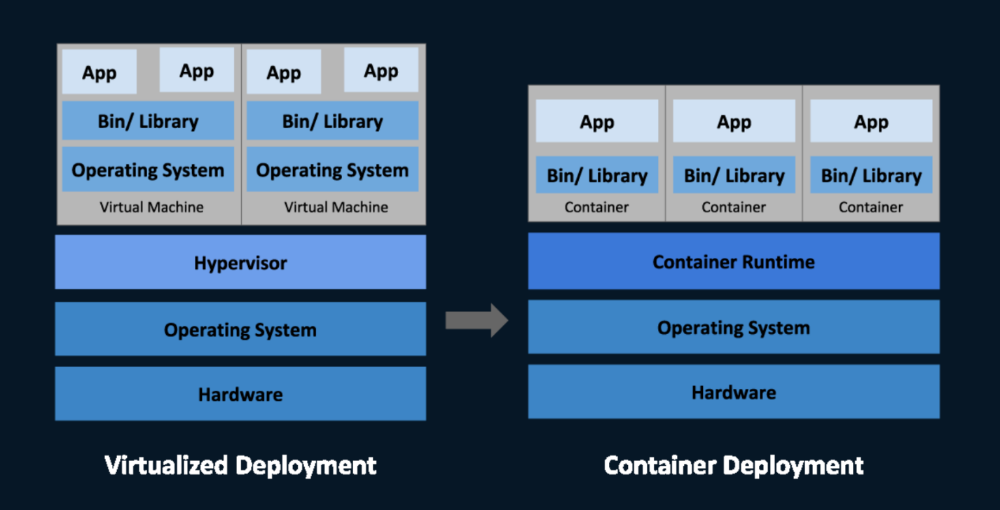 App
App
App
App
Bin/ Library
Bin/ Library
Operating System
Operating System
Virtual Machine
Virtual Machine
Hypervisor
Operating System
Hardware
Virtualized Deployment
App
App
App
Bin/ Library
Bin/ Library
Bin/ Library
Container
Container
Container
Container Runtime
Operating System
Hardware
Container Deployment